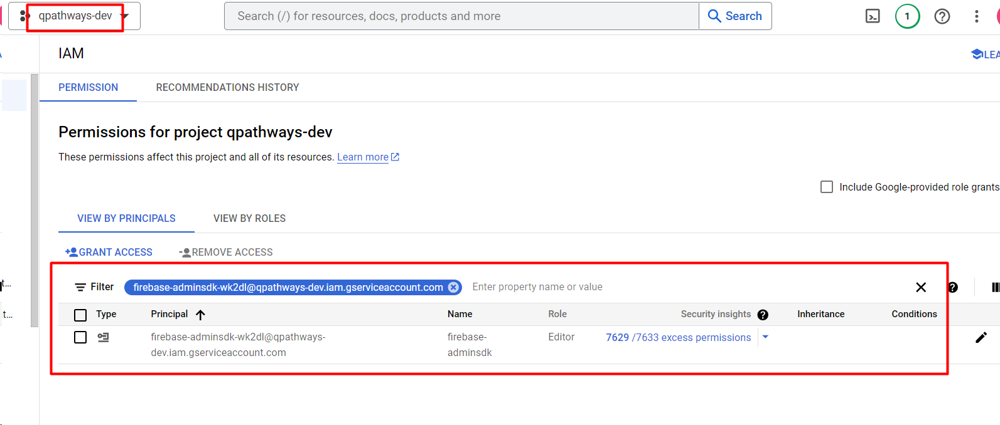 qpathways-dev
Search (/) for resources, docs, products and more
Search
1
IAM
LEA
PERMISSION
RECOMMENDATIONS HISTORY
Permissions for project qpathways-dev
These permissions affect this project and all of its resources. Learn more
Include Google-provided role grants
VIEW BY PRINCIPALS
VIEW BY ROLES
GRANT ACCESS
REMOVE ACCESS
Filter
firebase-adminsdk-wk2dl@qpathways-dev.iam.gserviceaccount.com
Enter property name or value
Type Principal Name Role Security insights Inheritance Conditions
firebase-adminsdk-wk2dl@qpathways-
dev.iam.gserviceaccount.com
firebase-
adminsdk
Editor
7629 /7633 excess permissions
t...
t...